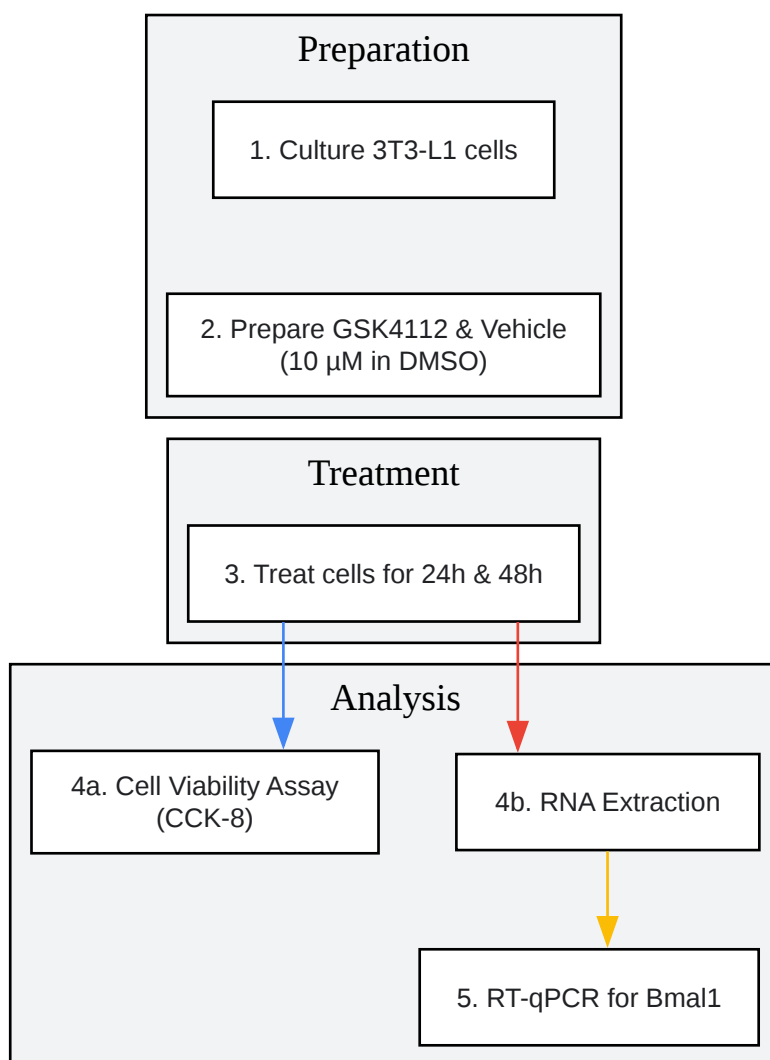 Preparation
1. Culture 3T3-L1 cells
2. Prepare GSK4112 & Vehicle
(10 µM in DMSO)
Treatment
3. Treat cells for 24h & 48h
Analysis
4a. Cell Viability Assay
(CCK-8)
4b. RNA Extraction
5. RT-qPCR for Bmal1